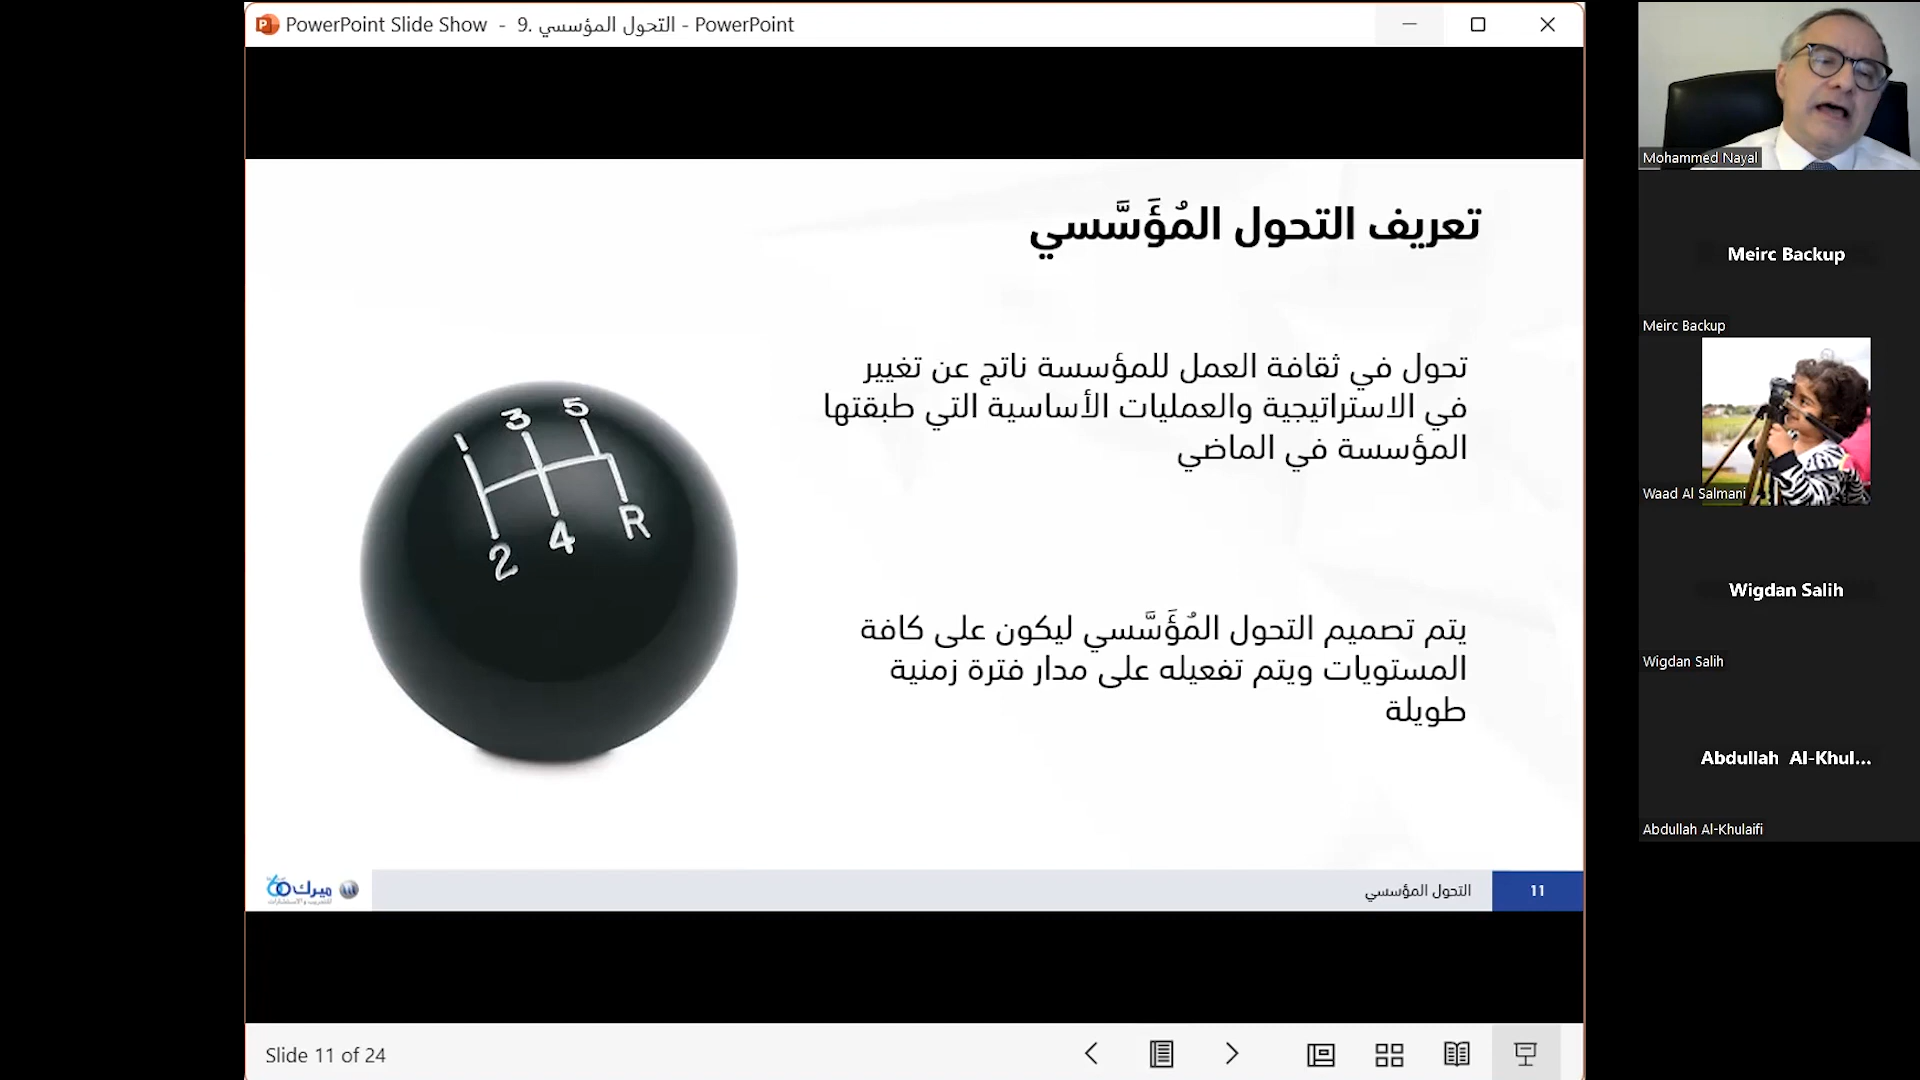 PowerPoint Slide Show - 9. التحول المؤسسي - PowerPoint
تعريف التحول المُؤَسَّسي
تحول في ثقافة العمل للمؤسسة ناتج عن تغيير
في الاستراتيجية والعمليات الأساسية التي طبقتها
المؤسسة في الماضي
يتم تصميم التحول المُؤَسَّسي ليكون على كافة
المستويات ويتم تفعيله على مدار فترة زمنية
طويلة
3 5
2 4 R
ميرك 60
للتدريب والاستشارات
التحول المؤسسي
11
Slide 11 of 24
Mohammed Nayal
Meirc Backup
Meirc Backup
Waad Al Salmani
Wigdan Salih
Wigdan Salih
Abdullah Al-Khul...
Abdullah Al-Khulaifi